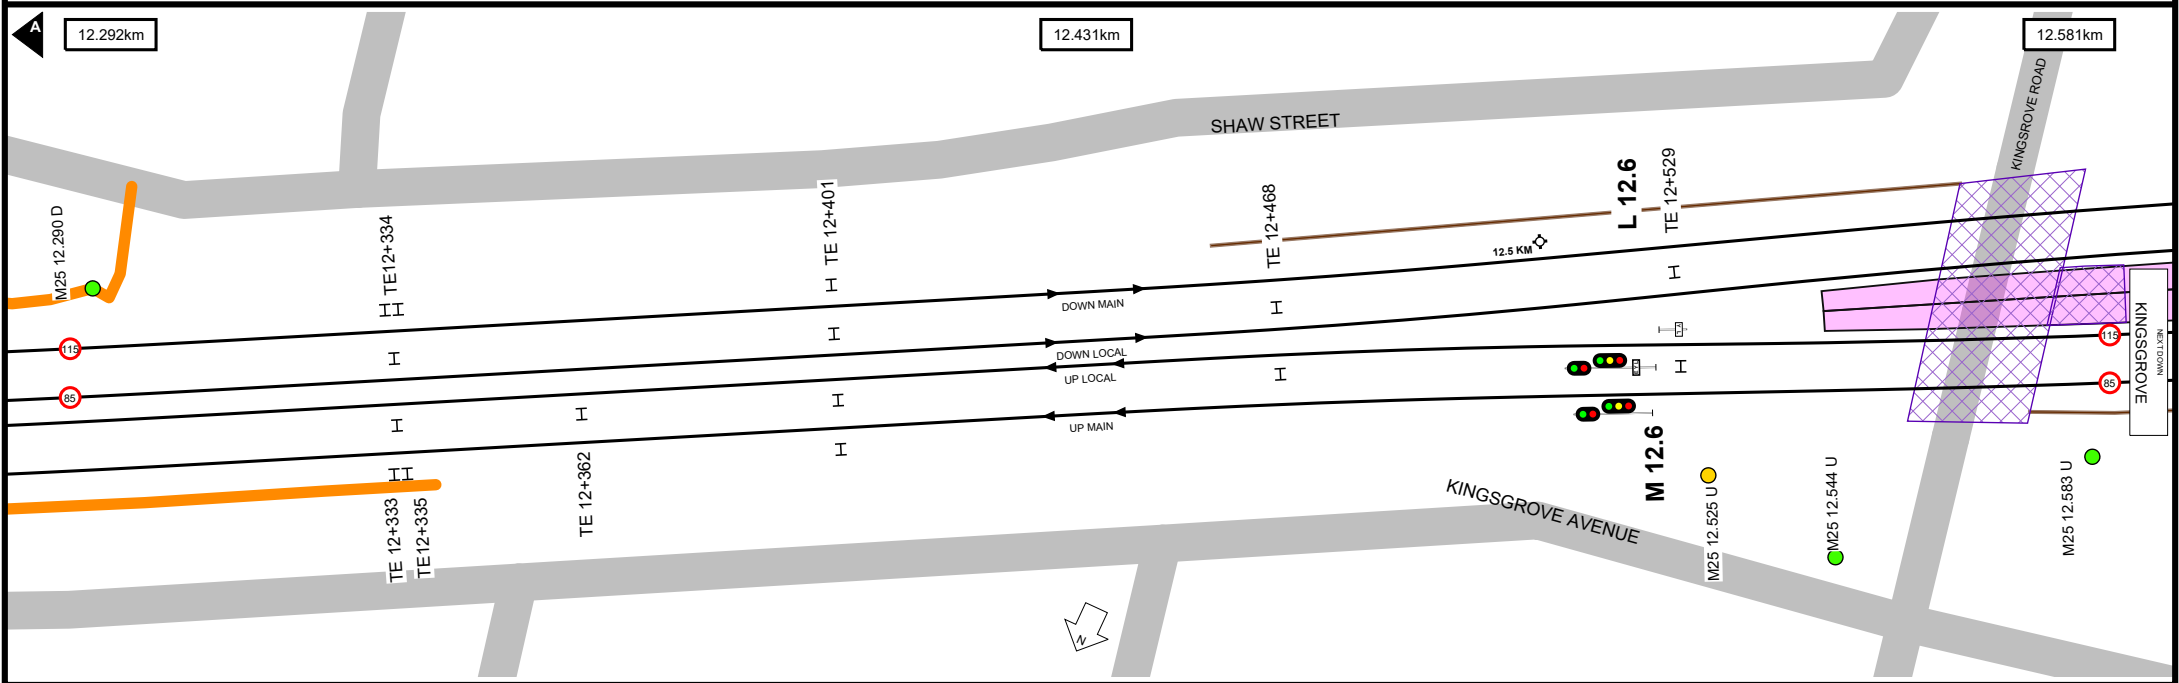 A
12.292km
12.431km
12.581km
SHAW STREET
KINGSGROVE ROAD
M25 12.290 D
TE12+334
TE 12+401
TE 12+468
L 12.6
TE 12+529
12.5 KM
DOWN MAIN
DOWN LOCAL
UP LOCAL
UP MAIN
115
85
115
85
KINGSGROVE
NEXT DOWN
TE 12+333
TE12+335
TE 12+362
M 12.6
KINGSGROVE AVENUE
M25 12.525 U
M25 12.544 U
M25 12.583 U
N